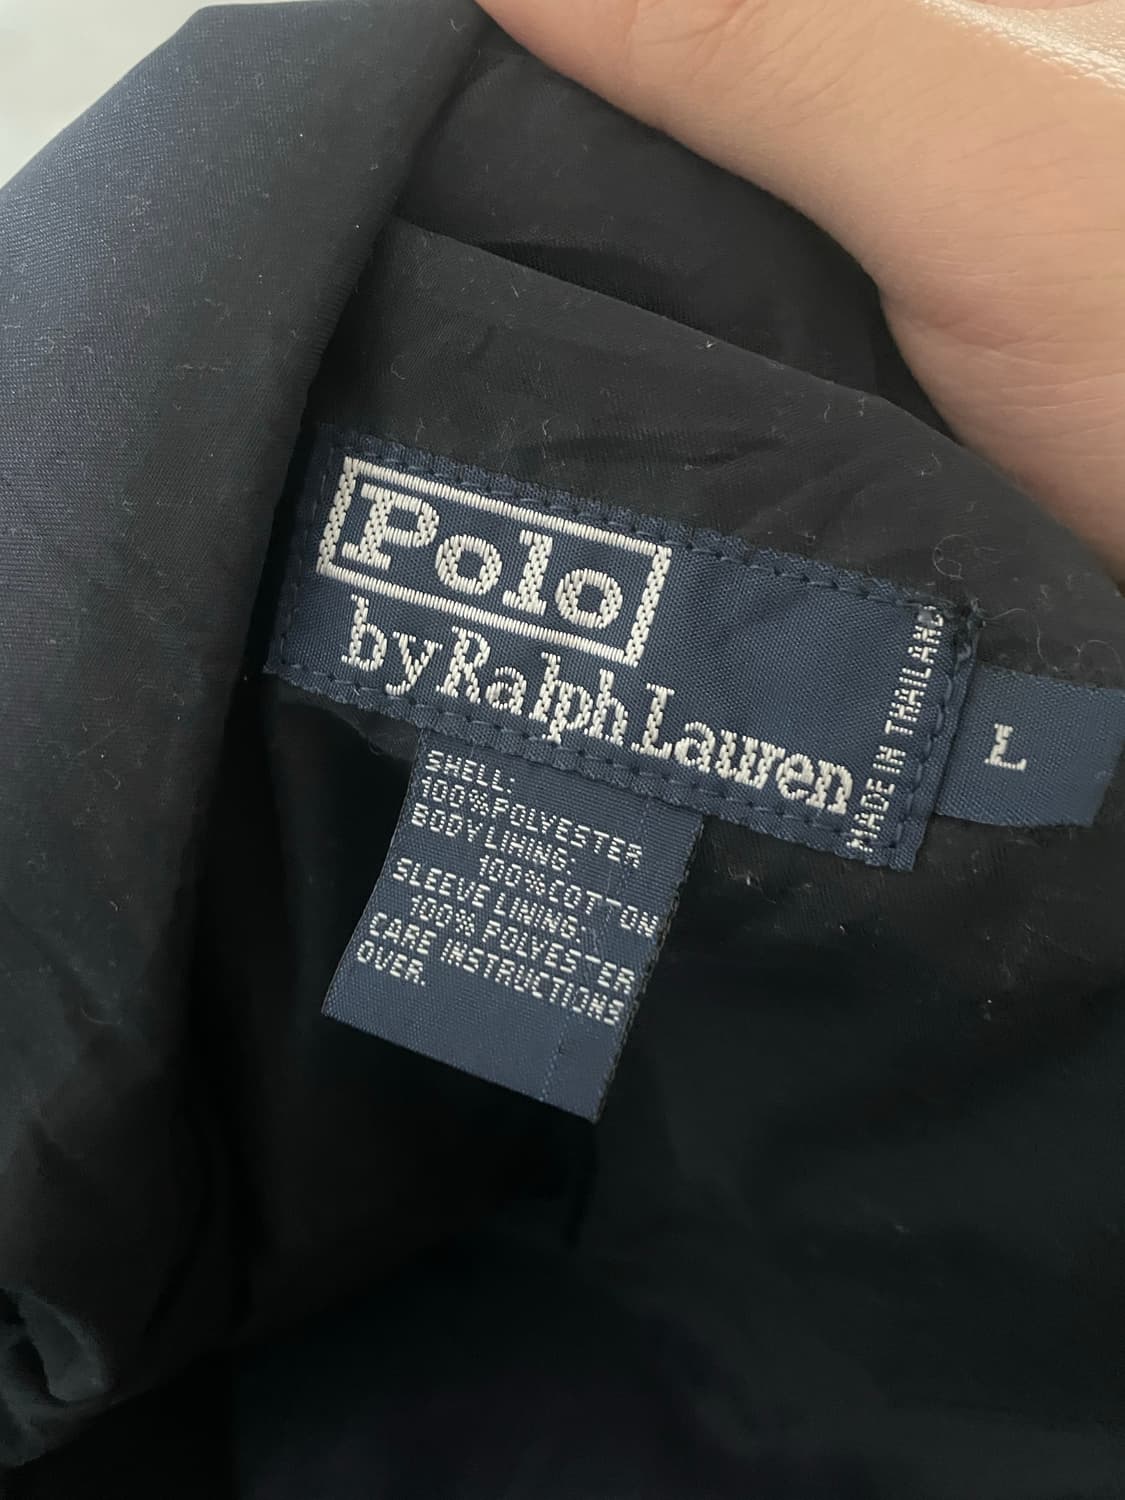 Polo
by Ralph Lauren
MADE IN THAILAND
L
SHELL:
100% POLYESTER
BODY LINING:
100% COTTON
SLEEVE LINING:
100% POLYESTER
CARE INSTRUCTIONS
OVER.